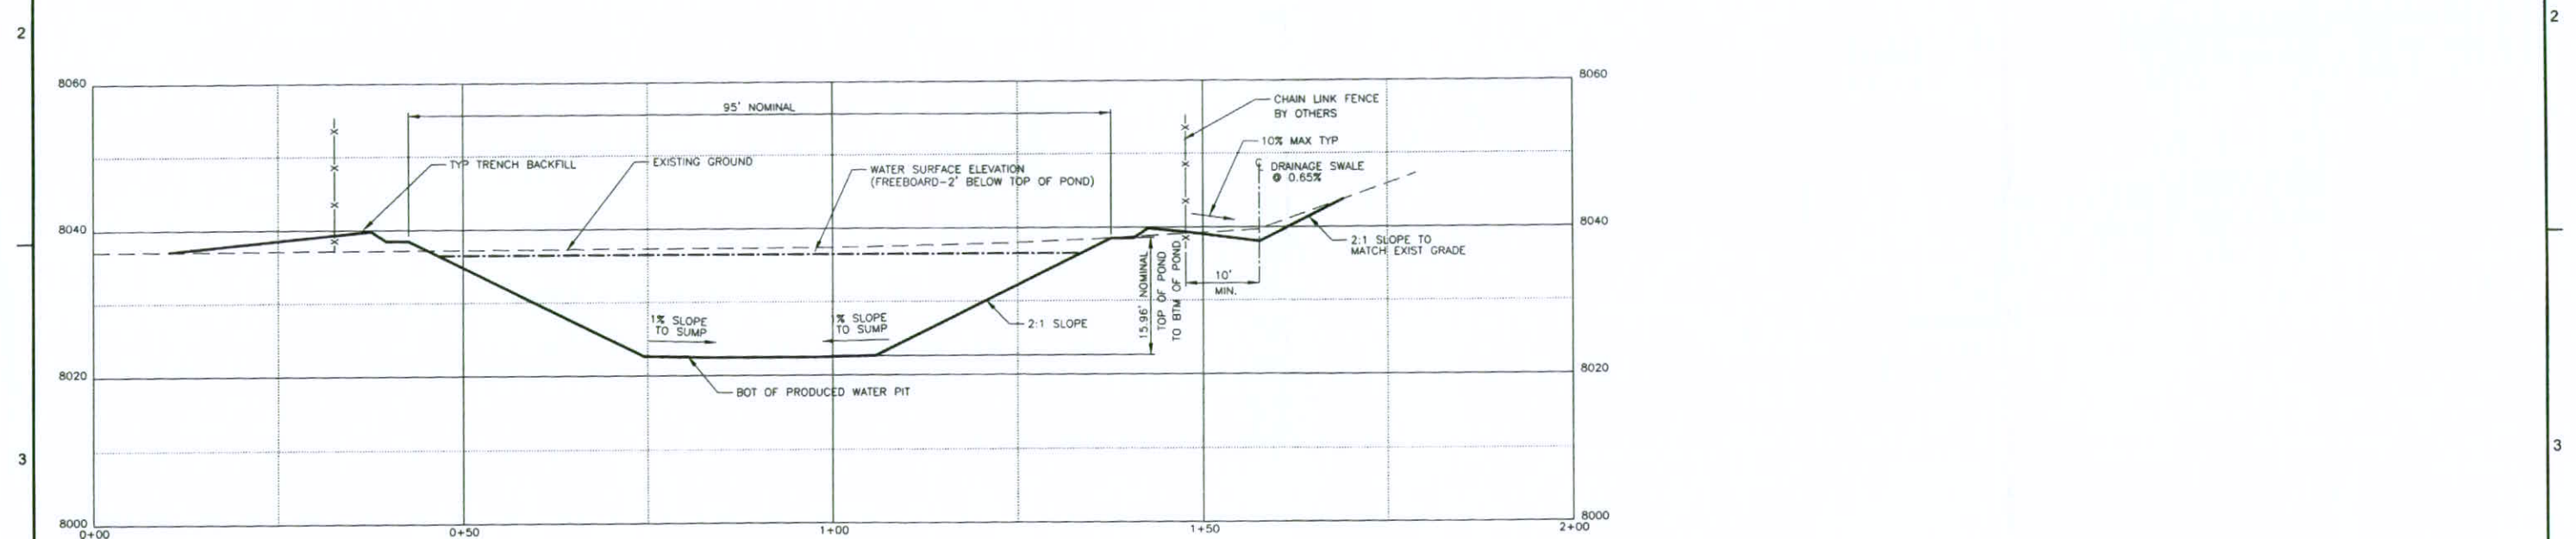 2
2
8060
8060
95' NOMINAL
CHAIN LINK FENCE
BY OTHERS
10% MAX TYP
TYP TRENCH BACKFILL
EXISTING GROUND
WATER SURFACE ELEVATION
(FREEBOARD-2' BELOW TOP OF POND)
DRAINAGE SWALE
@ 0.65%
8040
8040
2:1 SLOPE TO
MATCH EXIST GRADE
15.96' NOMINAL
TOP OF POND
TO BTM OF POND
10'
MIN.
1% SLOPE
TO SUMP
% SLOPE
TO SUMP
2:1 SLOPE
8020
8020
BOT OF PRODUCED WATER PIT
3
3
8000
8000
0+00
0+50
1+00
1+50
2+00